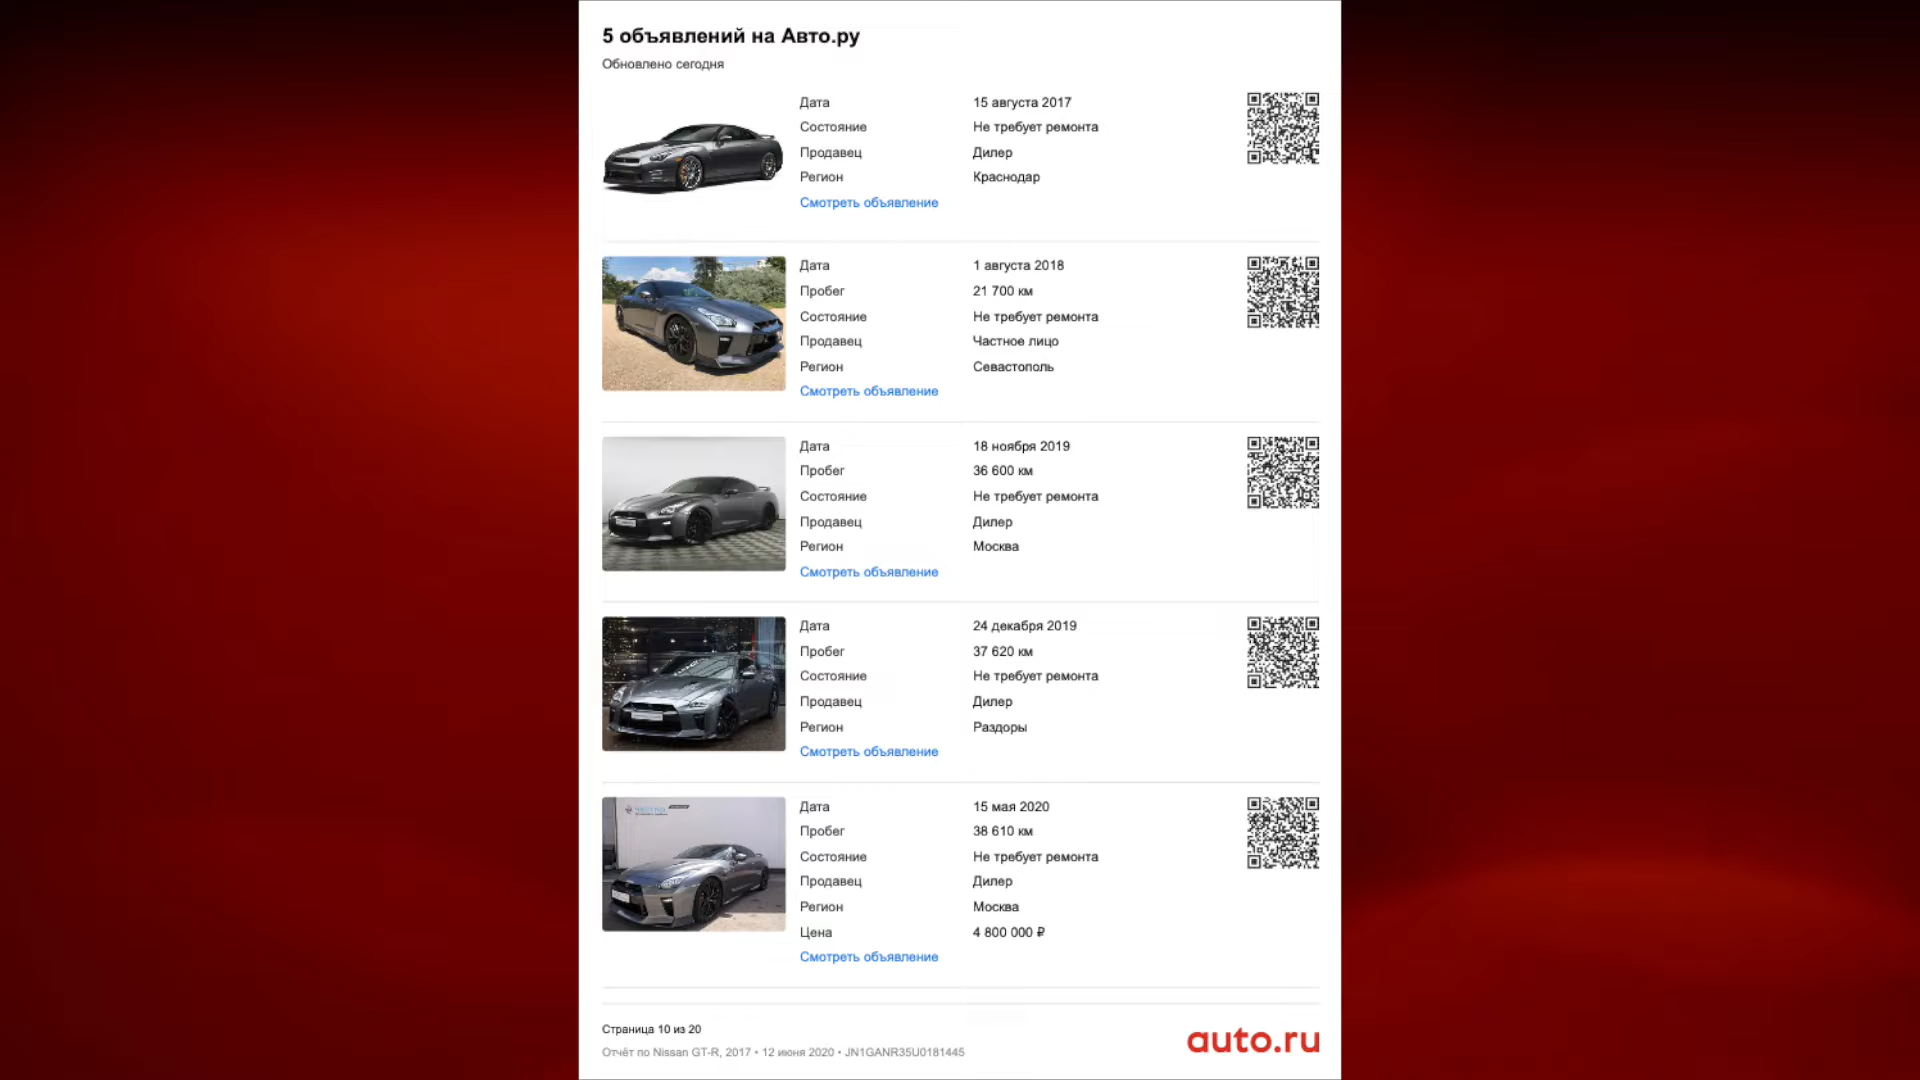 5 объявлений на Авто.ру
Обновлено сегодня
Дата 15 августа 2017
Состояние Не требует ремонта
Продавец Дилер
Регион Краснодар
Смотреть объявление
Дата 1 августа 2018
Пробег 21 700 км
Состояние Не требует ремонта
Продавец Частное лицо
Регион Севастополь
Смотреть объявление
Дата 18 ноября 2019
Пробег 36 600 км
Состояние Не требует ремонта
Продавец Дилер
Регион Москва
Смотреть объявление
Дата 24 декабря 2019
Пробег 37 620 км
Состояние Не требует ремонта
Продавец Дилер
Регион Раздоры
Смотреть объявление
Дата 15 мая 2020
Пробег 38 610 км
Состояние Не требует ремонта
Продавец Дилер
Регион Москва
Цена 4 800 000 ₽
Смотреть объявление
Страница 10 из 20
Отчёт по Nissan GT-R, 2017 • 12 июня 2020 • JN1GANR35U0181445
auto.ru